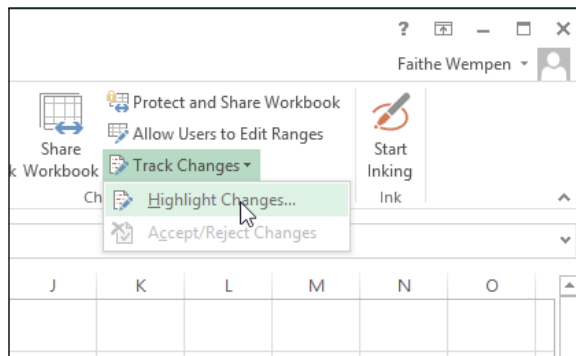 ?
Faithe Wempen
Protect and Share Workbook
Allow Users to Edit Ranges
Share
k Workbook
Track Changes
Start
Inking
Ch
Ink
Highlight Changes...
Accept/Reject Changes
J K L M N O